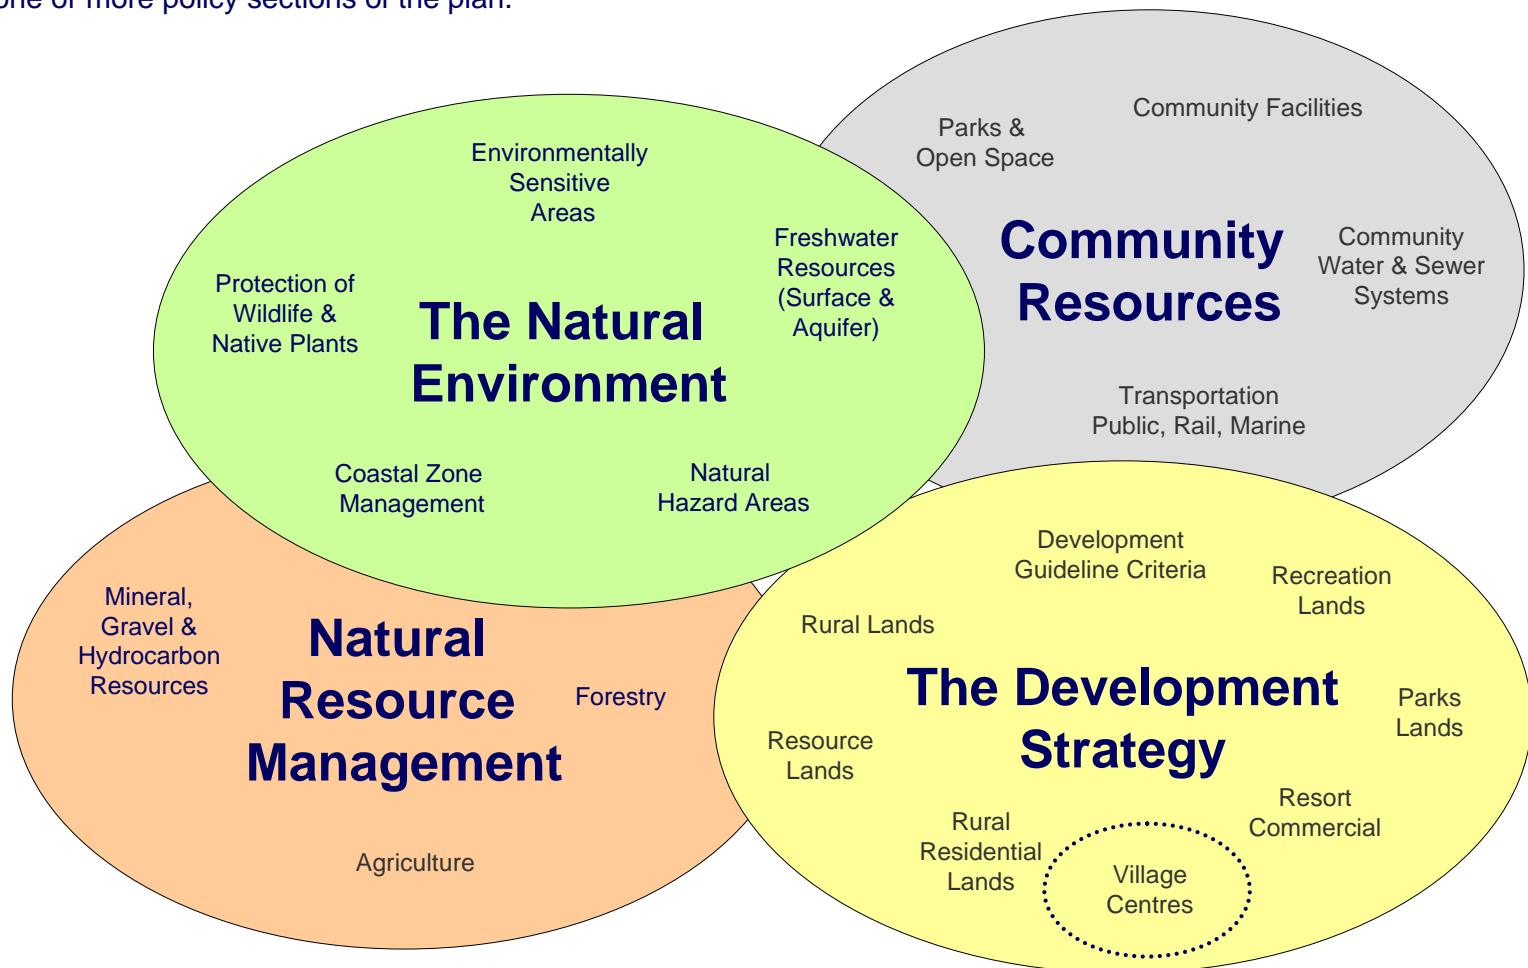 one or more policy sections of the plan.
Community Facilities
Parks &
Open Space
Community
Resources
Community
Water & Sewer
Systems
Transportation
Public, Rail, Marine
Environmentally
Sensitive
Areas
Freshwater
Resources
(Surface &
Aquifer)
Protection of
Wildlife &
Native Plants
The Natural
Environment
Coastal Zone
Management
Natural
Hazard Areas
Mineral,
Gravel &
Hydrocarbon
Resources
Natural
Resource
Management
Forestry
Agriculture
Development
Guideline Criteria
Recreation
Lands
Rural Lands
The Development
Strategy
Parks
Lands
Resource
Lands
Resort
Commercial
Rural
Residential
Lands
Village
Centres